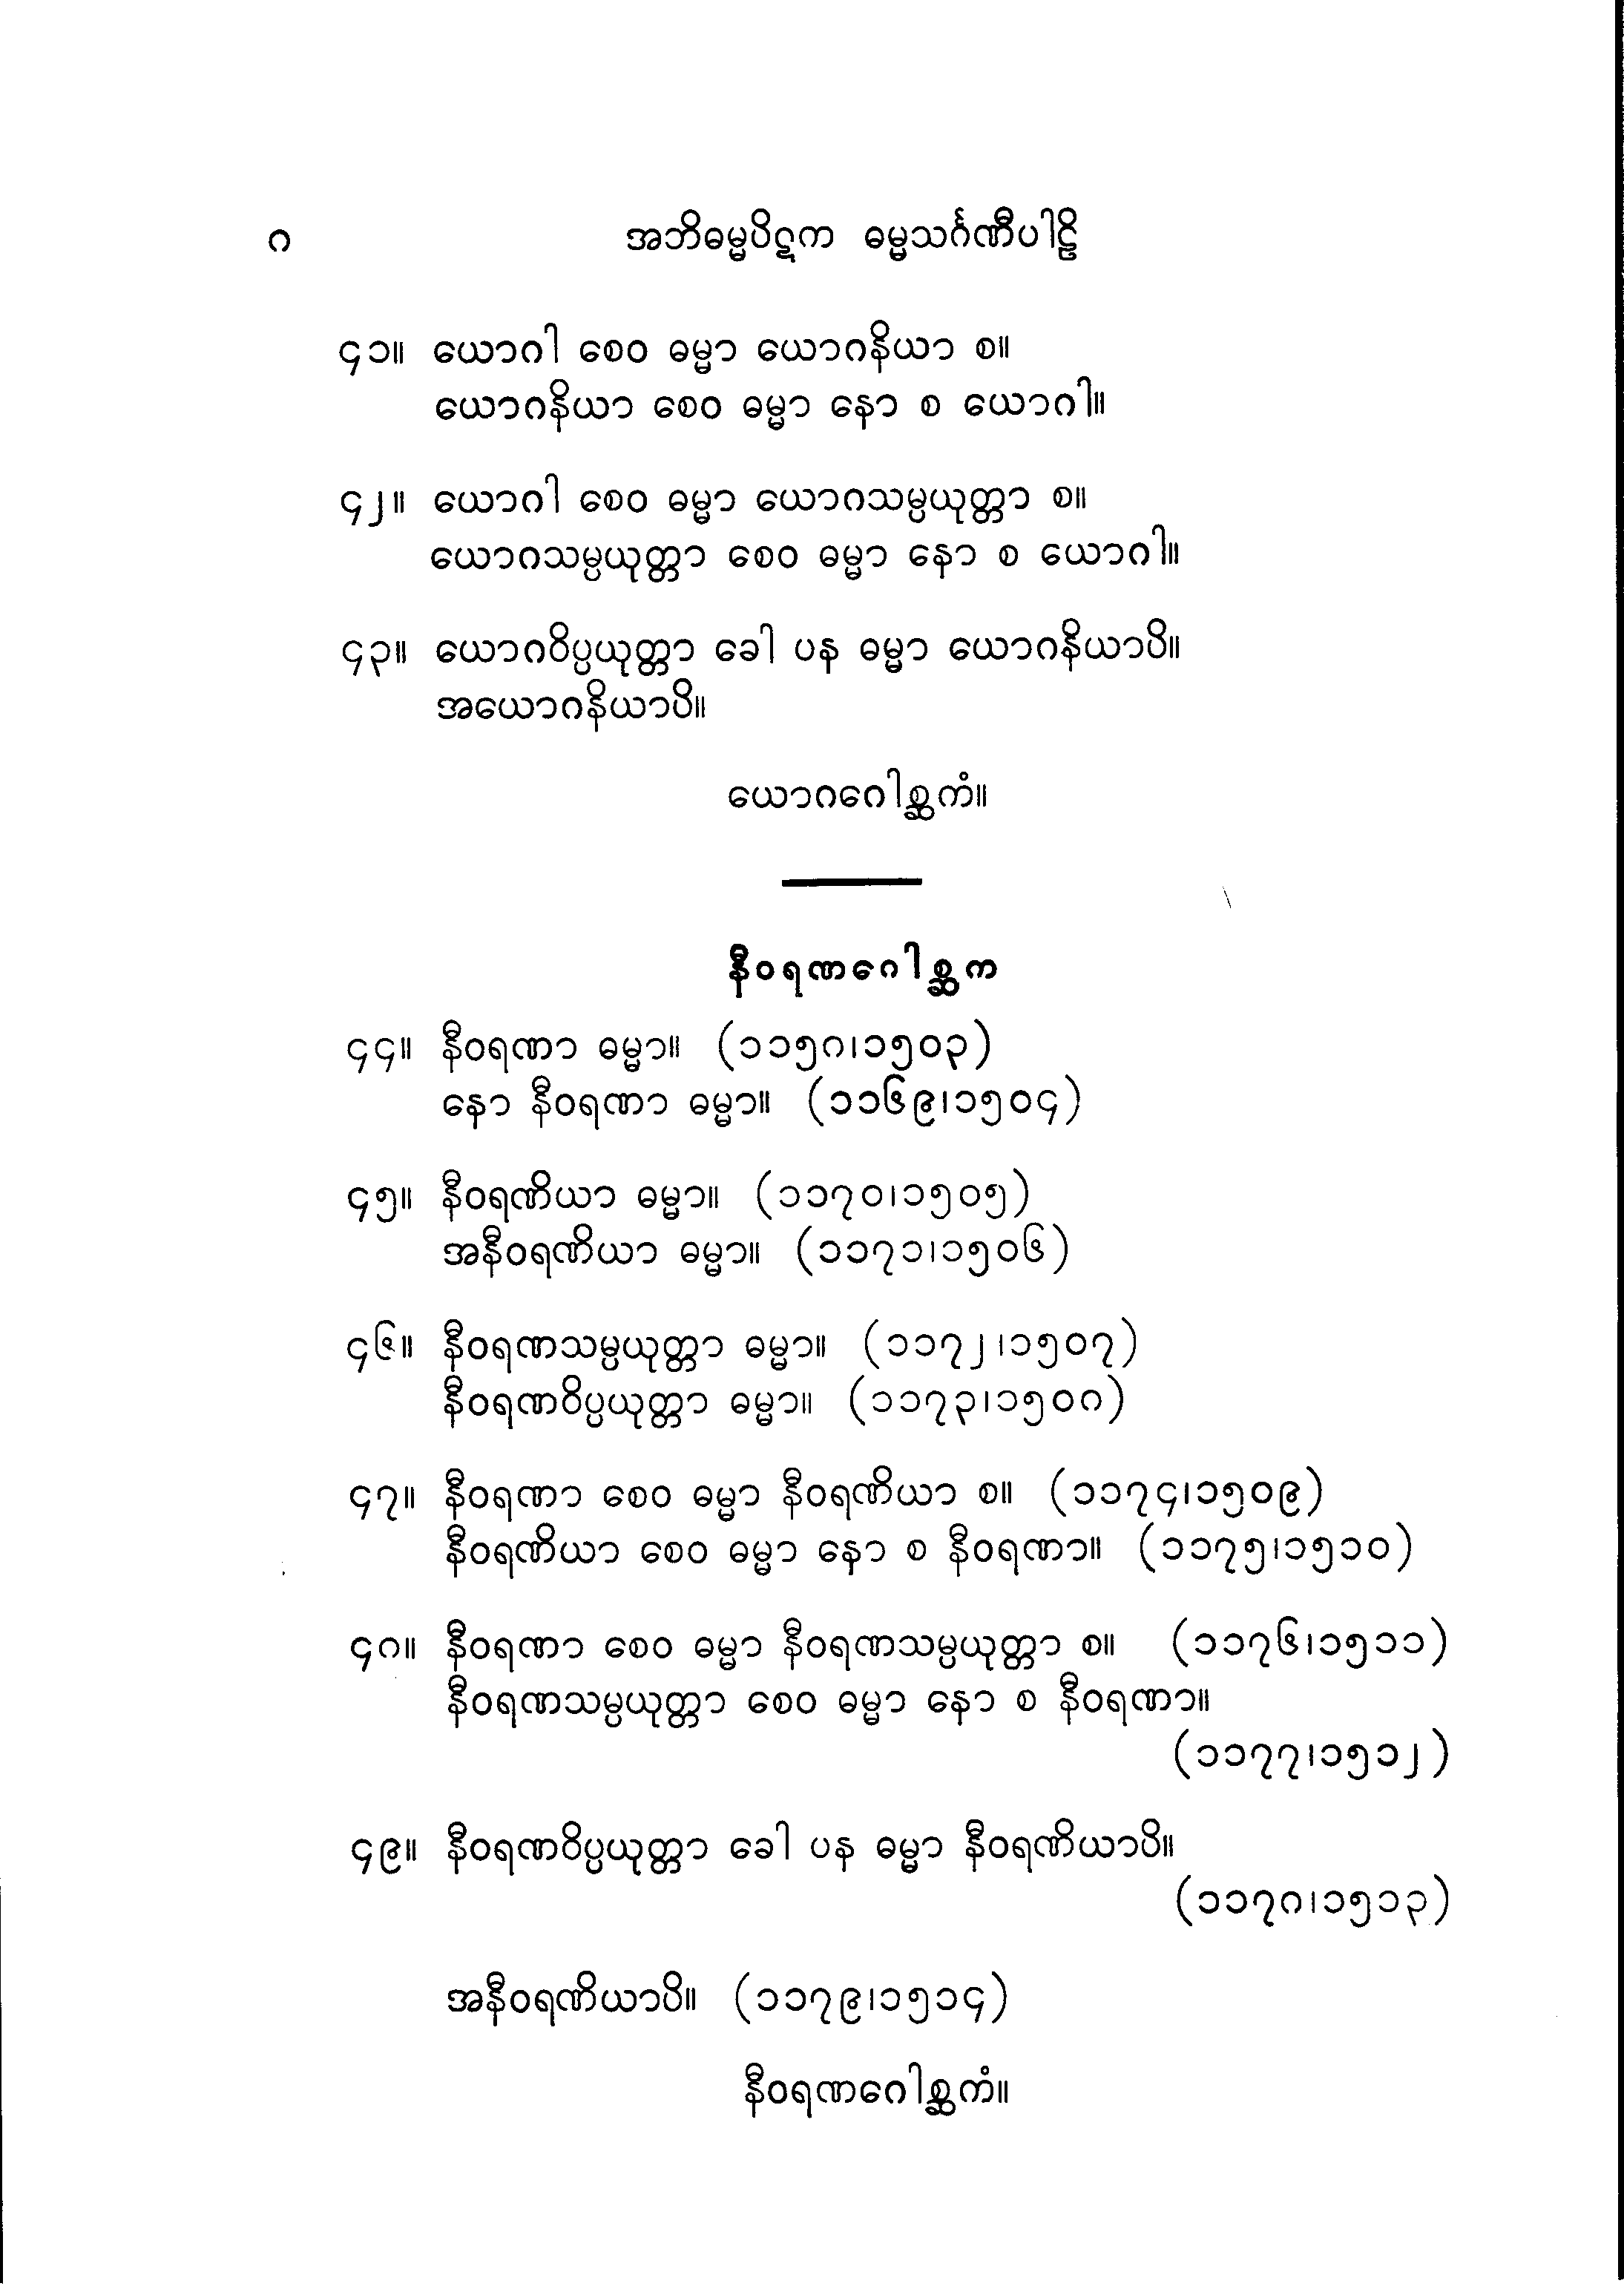 ၈ အဘိဓမ္မပိဋက ဓမ္မသင်္ဂဏီပါဠိ
၄၁။ ယောဂါ စေဝ ဓမ္မာ ယောဂနိယာ စ။
ယောဂနိယာ စေဝ ဓမ္မာ နော စ ယောဂါ။
၄၂။ ယောဂါ စေဝ ဓမ္မာ ယောဂသမ္ပယုတ္တာ စ။
ယောဂသမ္ပယုတ္တာ စေဝ ဓမ္မာ နော စ ယောဂါ။
၄၃။ ယောဂဝိပ္ပယုတ္တာ ခေါ ပန ဓမ္မာ ယောဂနိယာပိ။
အယောဂနိယာပိ။
ယောဂဂေါစ္ဆကံ။
နီဝရဏဂေါစ္ဆက
၄၄။ နီဝရဏာ ဓမ္မာ။ (၁၁၅၈၊၁၅၀၃)
နော နီဝရဏာ ဓမ္မာ။ (၁၁၆၉၊၁၅၀၄)
၄၅။ နီဝရဏိယာ ဓမ္မာ။ (၁၁၇၀၊၁၅၀၅)
အနီဝရဏိယာ ဓမ္မာ။ (၁၁၇၁၊၁၅၀၆)
၄၆။ နီဝရဏသမ္ပယုတ္တာ ဓမ္မာ။ (၁၁၇၂၊၁၅၀၇)
နီဝရဏဝိပ္ပယုတ္တာ ဓမ္မာ။ (၁၁၇၃၊၁၅၀၈)
၄၇။ နီဝရဏာ စေဝ ဓမ္မာ နီဝရဏိယာ စ။ (၁၁၇၄၊၁၅၀၉)
နီဝရဏိယာ စေဝ ဓမ္မာ နော စ နီဝရဏာ။ (၁၁၇၅၊၁၅၁၀)
၄၈။ နီဝရဏာ စေဝ ဓမ္မာ နီဝရဏသမ္ပယုတ္တာ စ။ (၁၁၇၆၊၁၅၁၁)
နီဝရဏသမ္ပယုတ္တာ စေဝ ဓမ္မာ နော စ နီဝရဏာ။
(၁၁၇၇၊၁၅၁၂)
၄၉။ နီဝရဏဝိပ္ပယုတ္တာ ခေါ ပန ဓမ္မာ နီဝရဏိယာပိ။
(၁၁၇၈၊၁၅၁၃)
အနီဝရဏိယာပိ။ (၁၁၇၉၊၁၅၁၄)
နီဝရဏဂေါစ္ဆကံ။